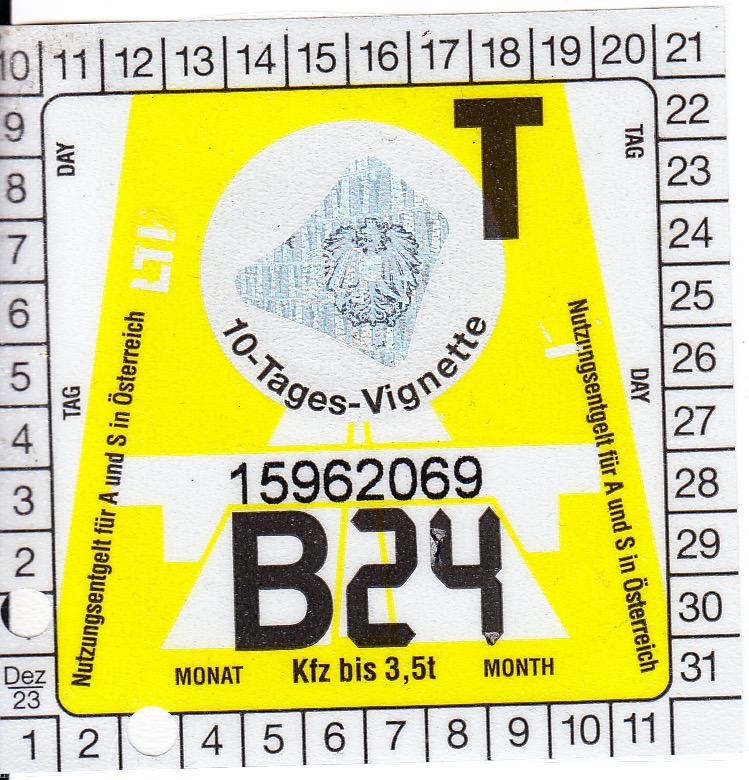 10 11 12 13 14 15 16 17 18 19 20 21
9
8
7
6
5
4
3
2
Dez
23
22
23
24
25
26
27
28
29
30
31
1 2 4 5 6 7 8 9 10 11
DAY
TAG
TAG
DAY
T
10-Tages-Vignette
Nutzungsentgelt für A und S in Österreich
Nutzungsentgelt für A und S in Österreich
15962069
B24
MONAT Kfz bis 3,5t MONTH